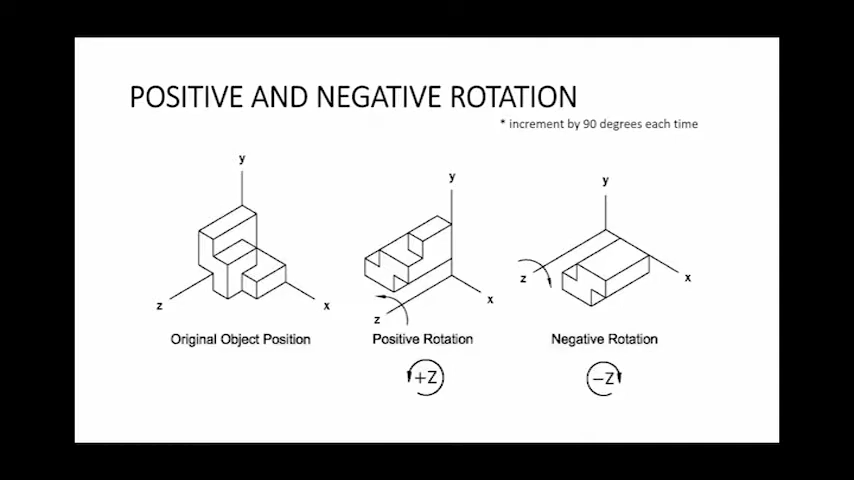 POSITIVE AND NEGATIVE ROTATION
* increment by 90 degrees each time
y
z
x
Original Object Position
y
x
z
Positive Rotation
+Z
y
z
x
Negative Rotation
−Z